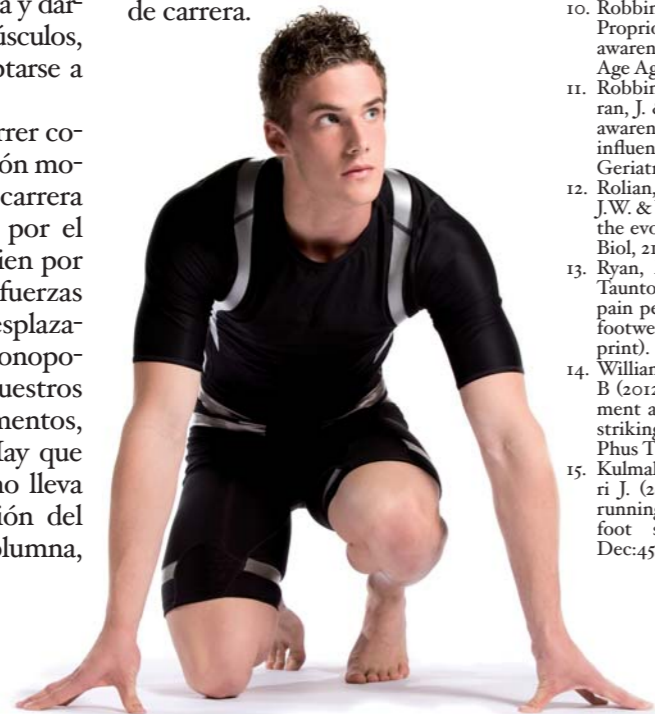 a y dar-
úsculos,
ptarse a
rrer co-
ón mo-
carrera
por el
ien por
fuerzas
esplaza-
onopo-
uestros
mentos,
Hay que
no lleva
ión del
olumna,
de carrera.
10. Robbin
Proprio
awaren
Age Ag
11. Robbin
ran, J. &
awaren
influen
Geriatr
12. Rolian,
J.W. &
the evo
Biol, 21
13. Ryan,
Taunto
pain pe
footwe
print).
14. William
B (2012
ment a
striking
Phus T
15. Kulmal
ri J. (2
running
foot s
Dec:45